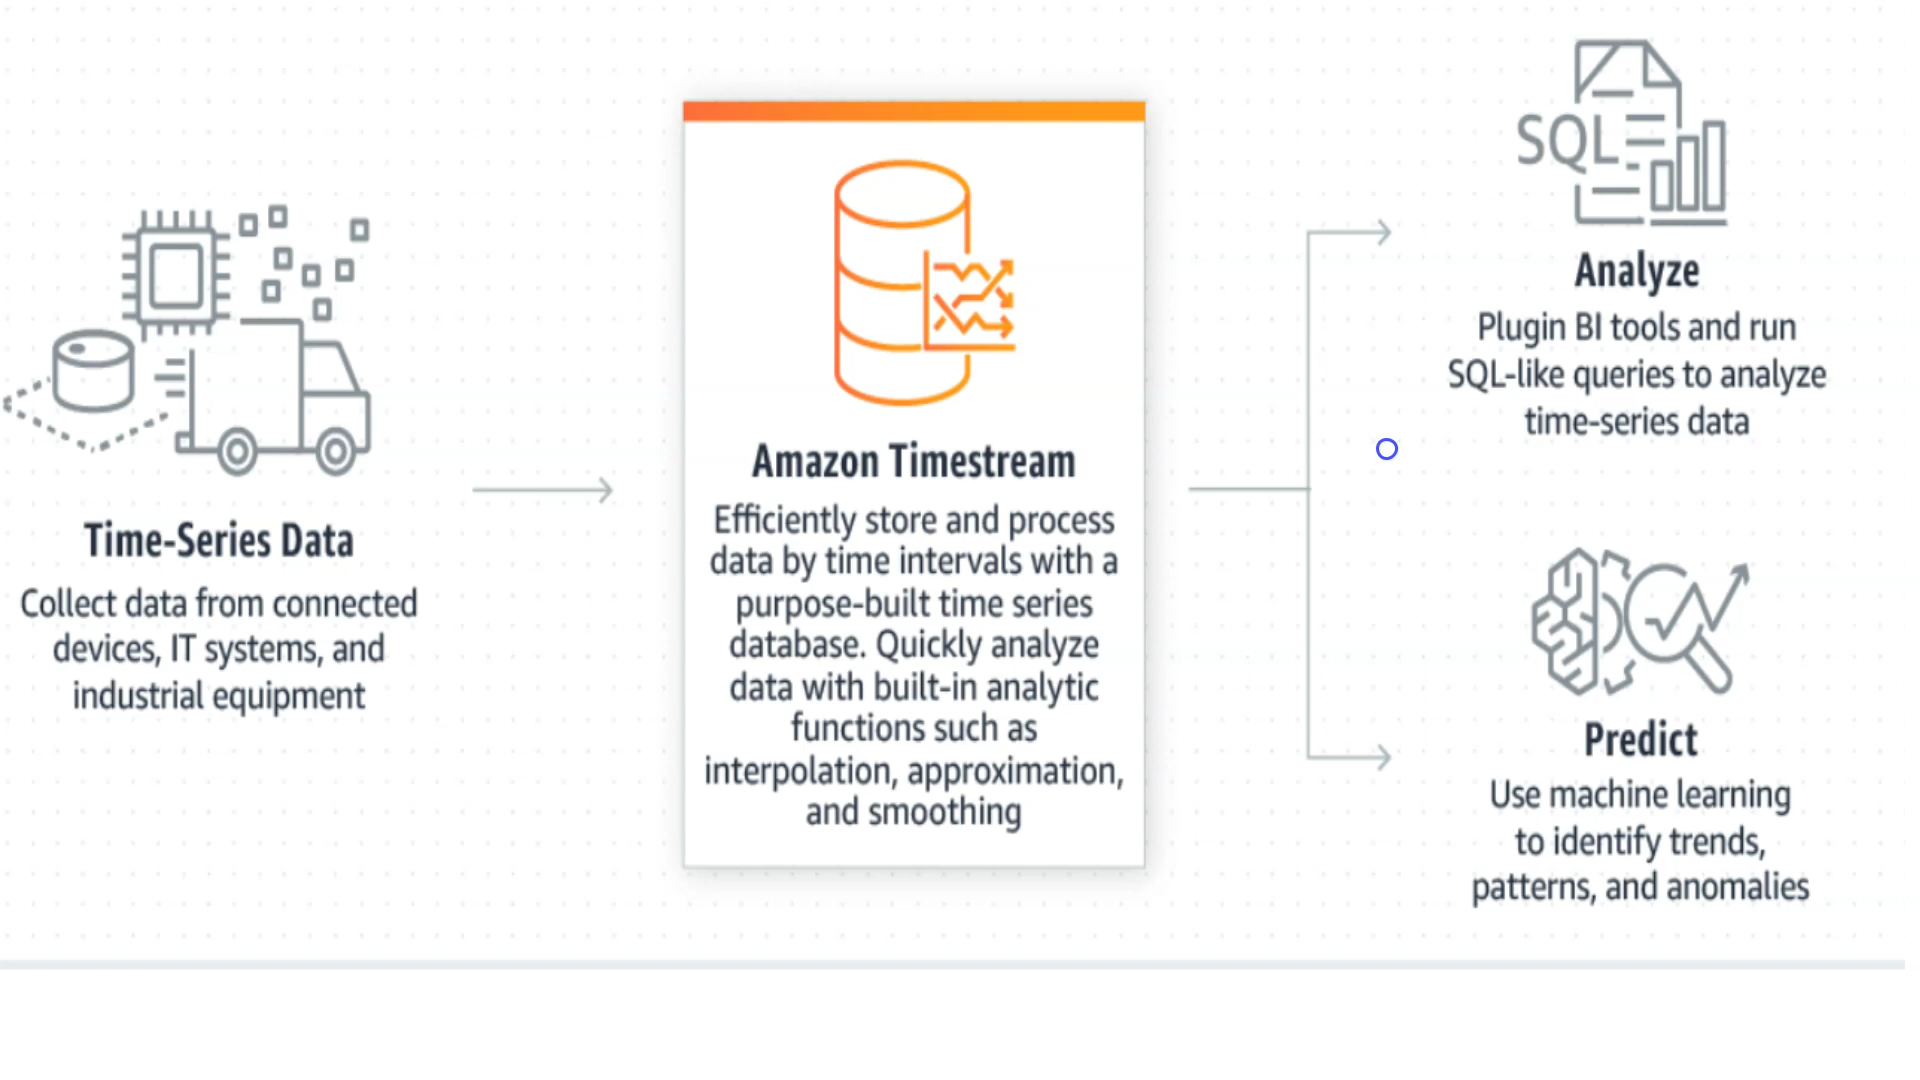 Time-Series Data
Collect data from connected
devices, IT systems, and
industrial equipment
Amazon Timestream
Efficiently store and process
data by time intervals with a
purpose-built time series
database. Quickly analyze
data with built-in analytic
functions such as
interpolation, approximation,
and smoothing
SQL
Analyze
Plugin BI tools and run
SQL-like queries to analyze
time-series data
Predict
Use machine learning
to identify trends,
patterns, and anomalies